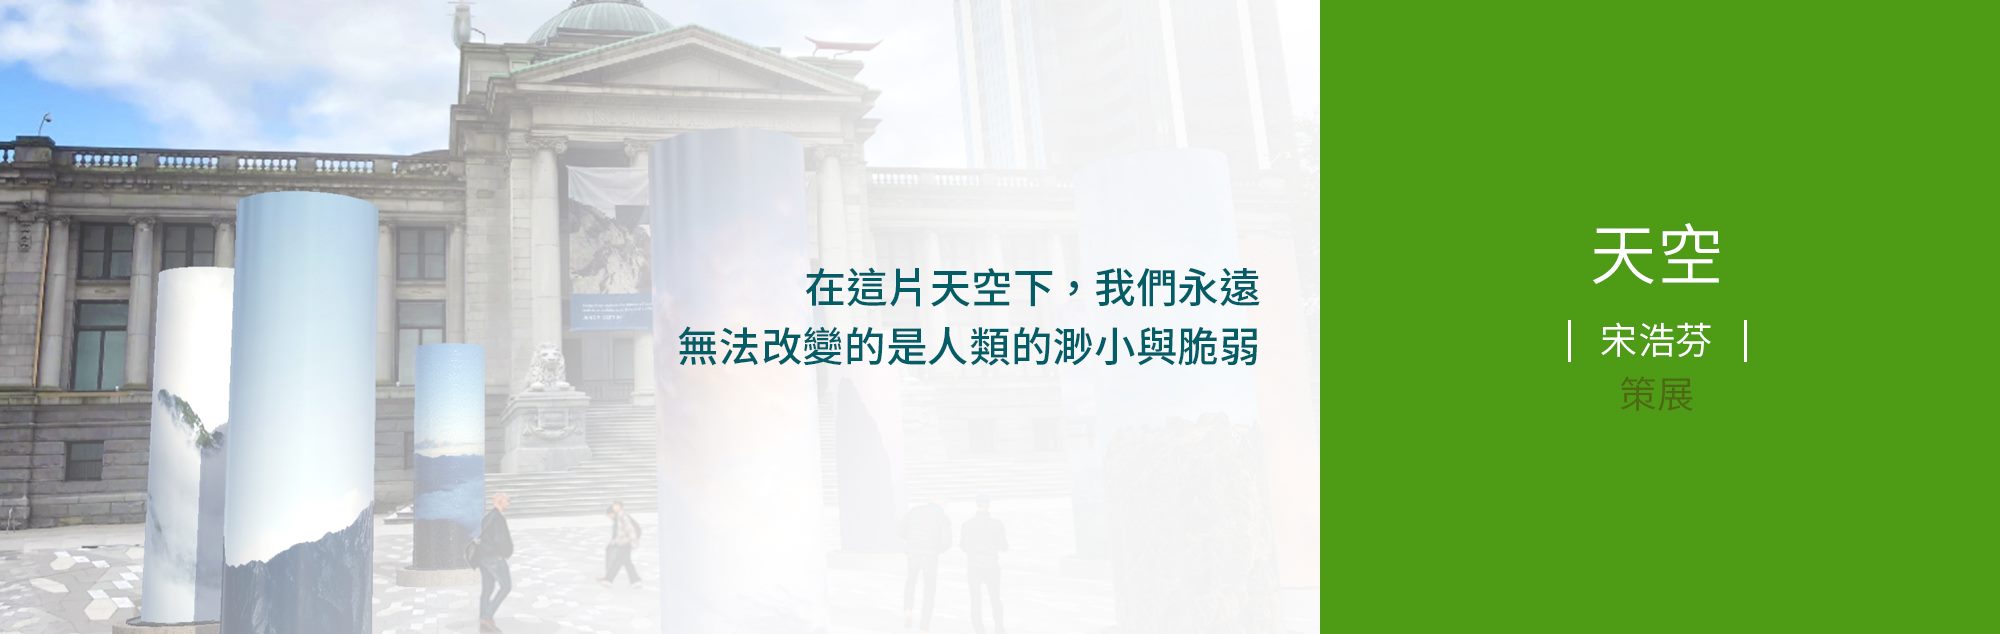 在這片天空下，我們永遠
無法改變的是人類的渺小與脆弱
天空
｜ 宋浩芬 ｜
策展